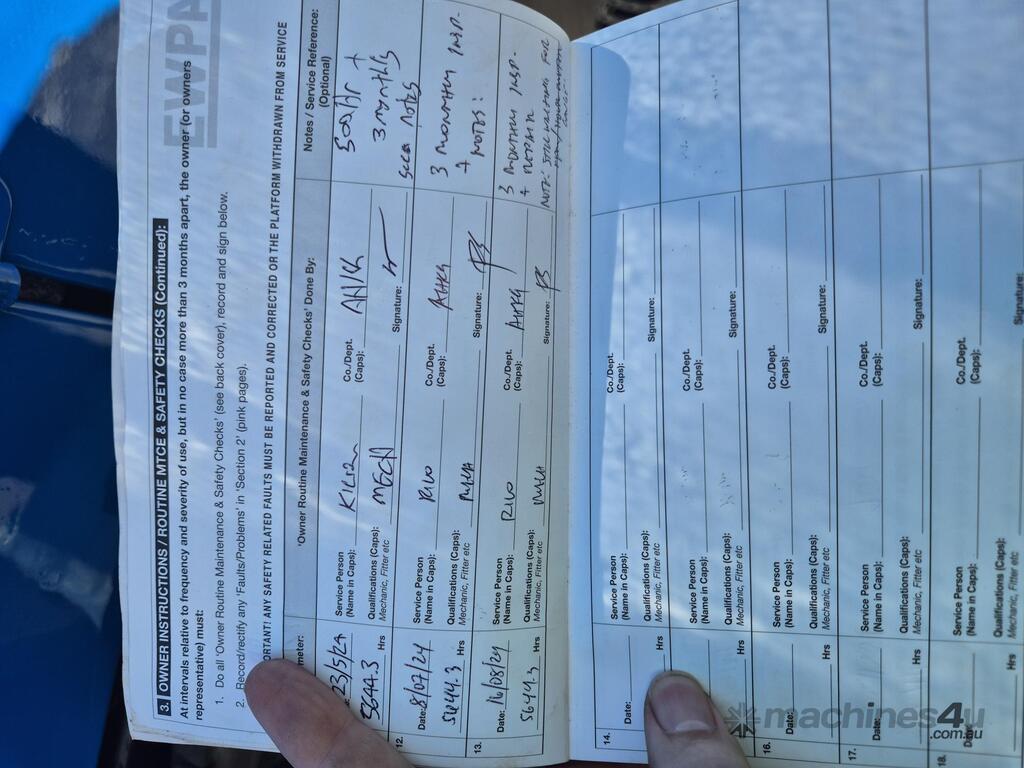 EWPA
3. OWNER INSTRUCTIONS / ROUTINE MTCE & SAFETY CHECKS (Continued):
At intervals relative to frequency and severity of use, but in no case more than 3 months apart, the owner (or owners
representative) must:
1. Do all 'Owner Routine Maintenance & Safety Checks' (see back cover), record and sign below.
2. Record/rectify any 'Faults/Problems' in 'Section 2' (pink pages).
ORTANT! ANY SAFETY RELATED FAULTS MUST BE REPORTED AND CORRECTED OR THE PLATFORM WITHDRAWN FROM SERVICE
meter:
'Owner Routine Maintenance & Safety Checks' Done By:
Notes / Service Reference:
(Optional)
23/5/24
Service Person
(Name in Caps):
Co./Dept.
(Caps):
500Hr +
3 monthly
5644.3 Hrs
Qualifications (Caps): MECH
Mechanic, Fitter etc
Signature:
notes
12.
Date: 8/07/24
Service Person
(Name in Caps):
Co./Dept.
(Caps):
3 monthly insp.
5644.3 Hrs
Qualifications (Caps):
Mechanic, Fitter etc
Signature:
+ notes:
13.
Date: 16/08/24
Service Person
(Name in Caps):
Co./Dept.
(Caps):
3 monthly insp.
5644.3 Hrs
Qualifications (Caps):
Mechanic, Fitter etc
Signature:
14.
Date:
Service Person
(Name in Caps):
Co./Dept.
(Caps):
Hrs
Qualifications (Caps):
Mechanic, Fitter etc
Signature:
Service Person
(Name in Caps):
Co./Dept.
(Caps):
Hrs
Qualifications (Caps):
Mechanic, Fitter etc
Signature:
16.
Service Person
(Name in Caps):
Co./Dept.
(Caps):
Hrs
Qualifications (Caps):
Mechanic, Fitter etc
Signature:
17.
Date:
Service Person
(Name in Caps):
Co./Dept.
(Caps):
Hrs
Qualifications (Caps):
Mechanic, Fitter etc
Signature:
18.
Service Person
(Name in Caps):
Co./Dept.
(Caps):
Hrs
Qualifications (Caps):
Mechanic, Fitter etc
Signature:
machines4u
.com.au